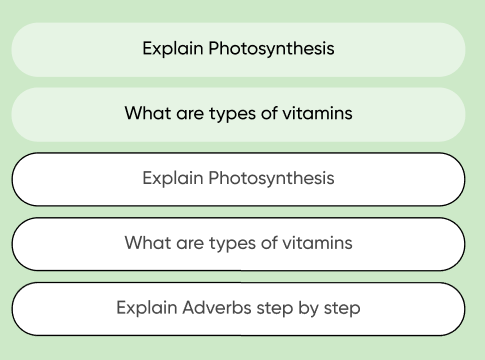 Explain Photosynthesis
What are types of vitamins
Explain Photosynthesis
What are types of vitamins
Explain Adverbs step by step